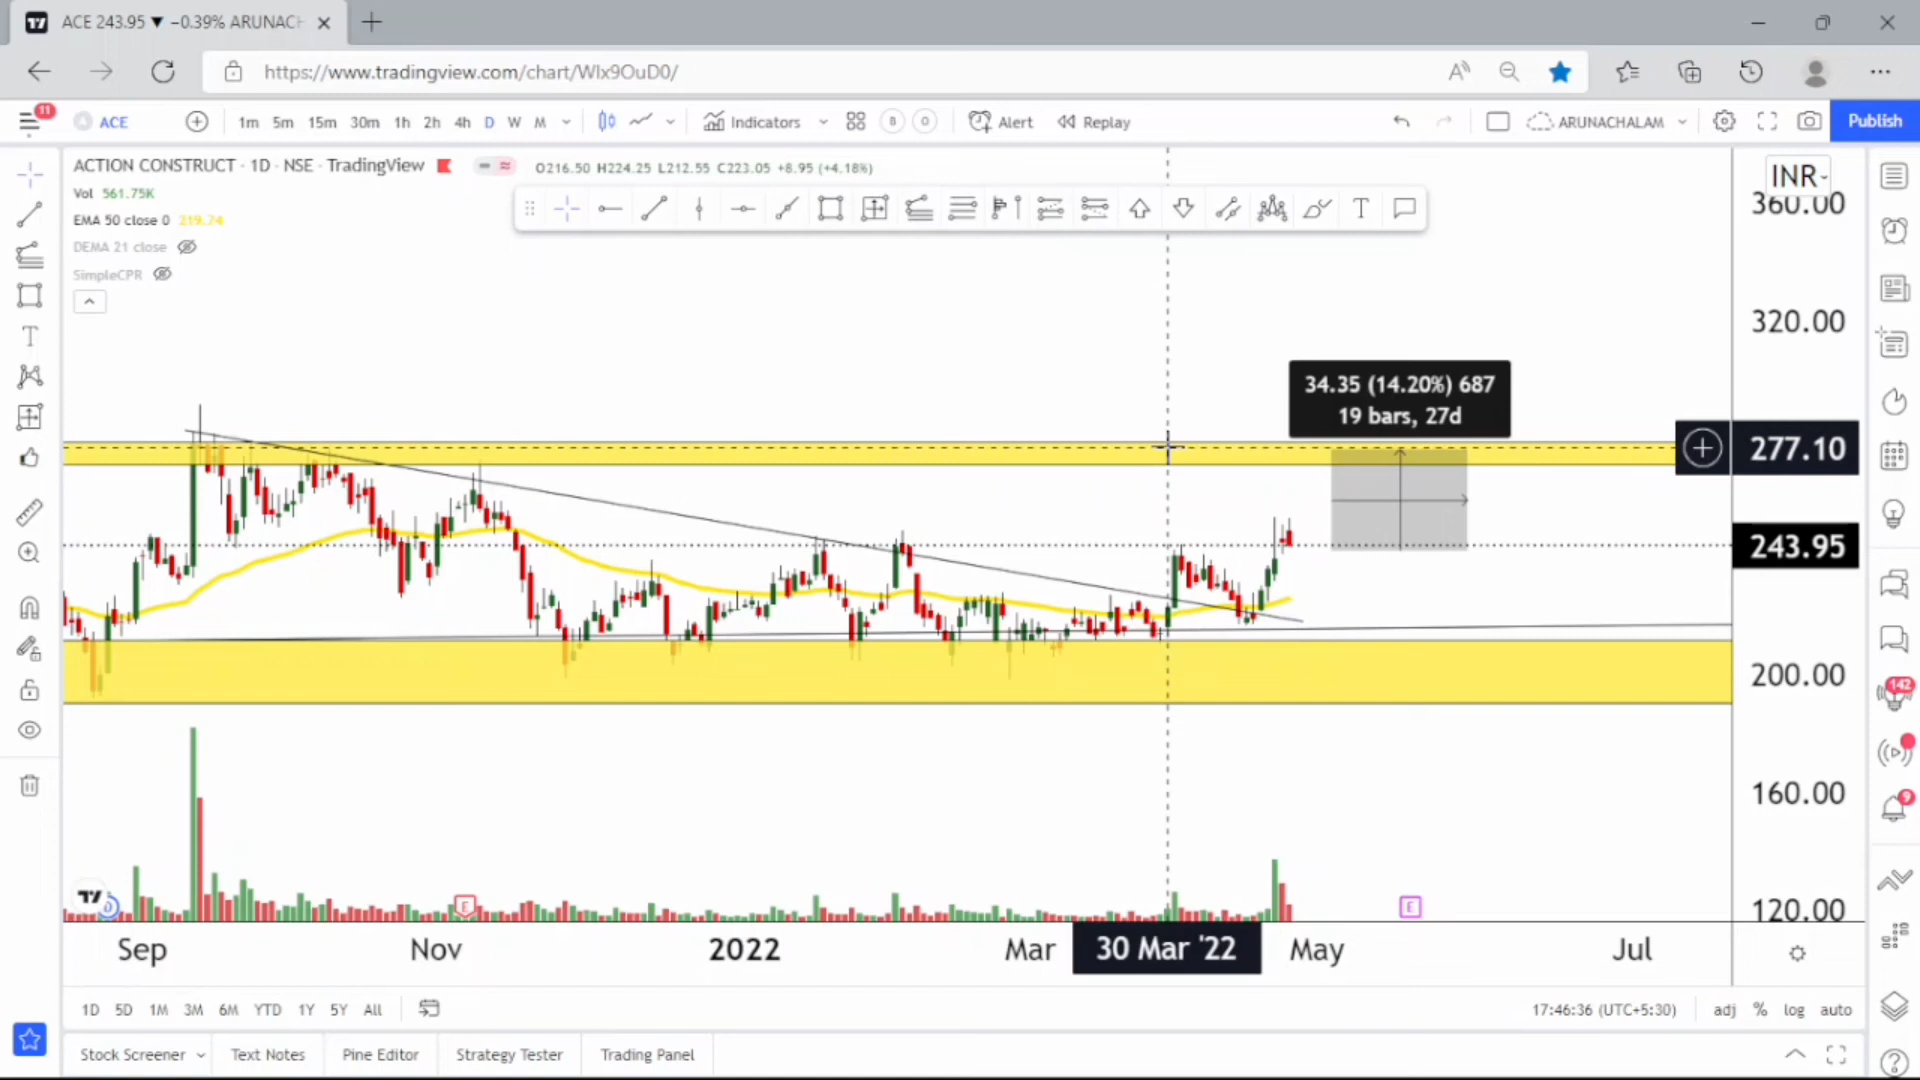 ACE 243.95 ▼ −0.39% ARUNACH
https://www.tradingview.com/chart/WIx9OuD0/
11
ACE
1m 5m 15m 30m 1h 2h 4h D W M
Indicators
B
Alert
Replay
ARUNACHALAM
Publish
ACTION CONSTRUCT · 1D · NSE · TradingView
O216.50 H224.25 L212.55 C223.05 +8.95 (+4.18%)
INR
Vol 561.75K
EMA 50 close 0 219.74
DEMA 21 close
SimpleCPR
T
T
360.00
320.00
34.35 (14.20%) 687
19 bars, 27d
277.10
243.95
200.00
142
160.00
9
120.00
E
E
Sep
Nov
2022
Mar
30 Mar '22
May
Jul
1D 5D 1M 3M 6M YTD 1Y 5Y All
17:46:36 (UTC+5:30)
adj % log auto
Stock Screener
Text Notes
Pine Editor
Strategy Tester
Trading Panel